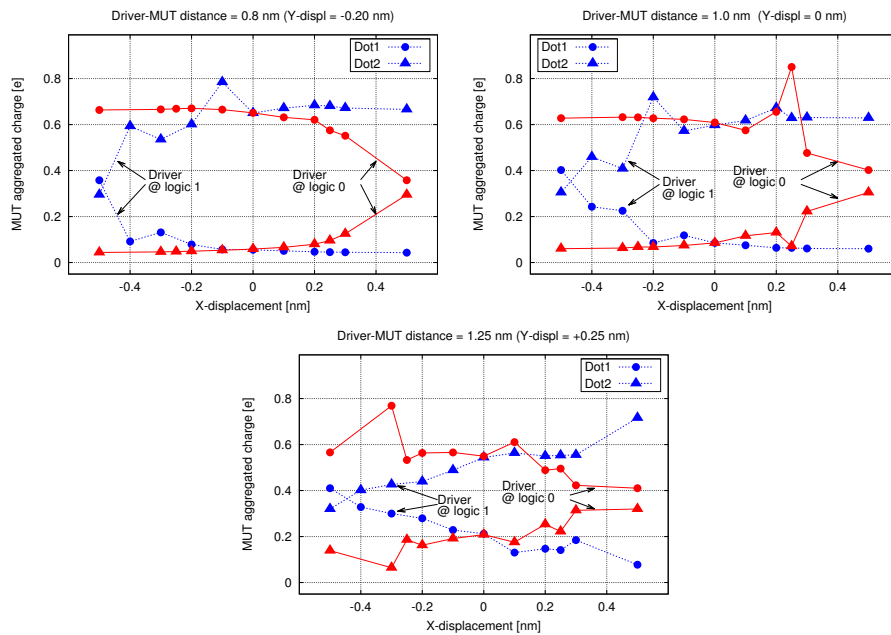 Driver-MUT distance = 0.8 nm (Y-displ = -0.20 nm)
MUT aggregated charge [e]
0.8
0.6
0.4
0.2
0
-0.4
-0.2
0
0.2
0.4
X-displacement [nm]
Dot1
Dot2
Driver
@ logic 1
Driver
@ logic 0
Driver-MUT distance = 1.0 nm (Y-displ = 0 nm)
MUT aggregated charge [e]
0.8
0.6
0.4
0.2
0
-0.4
-0.2
0
0.2
0.4
X-displacement [nm]
Dot1
Dot2
Driver
@ logic 1
Driver
@ logic 0
Driver-MUT distance = 1.25 nm (Y-displ = +0.25 nm)
MUT aggregated charge [e]
0.8
0.6
0.4
0.2
0
-0.4
-0.2
0
0.2
0.4
X-displacement [nm]
Dot1
Dot2
Driver
@ logic 1
Driver
@ logic 0